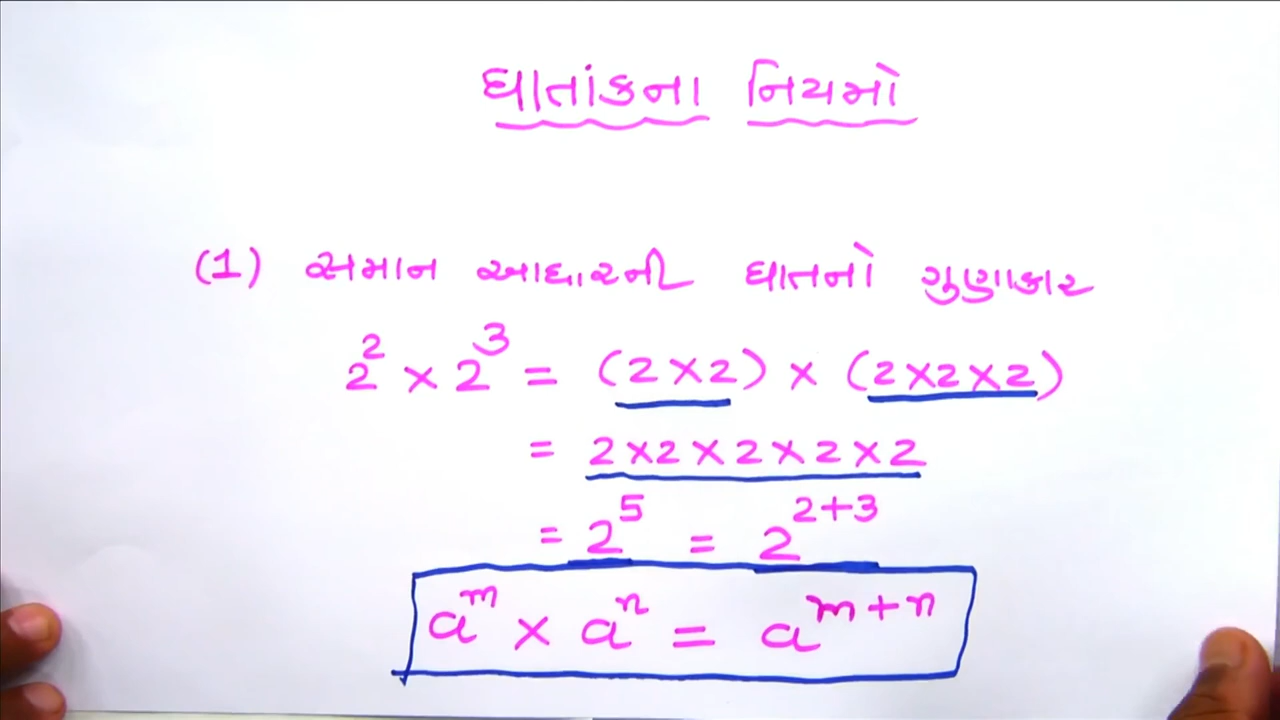 ઘાતાંકના નિયમો
(1) સમાન આધારની ઘાતનો ગુણાકાર
2² × 2³ = (2×2) × (2×2×2)
= 2×2×2×2×2
= 2⁵ = 2²⁺³
aᵐ × aⁿ = aᵐ⁺ⁿ